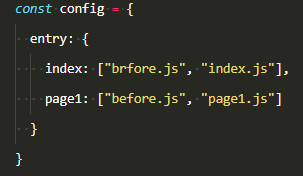 const config = {
entry: {
index: ["brfore.js", "index.js"],
page1: ["before.js", "page1.js"]
}
}